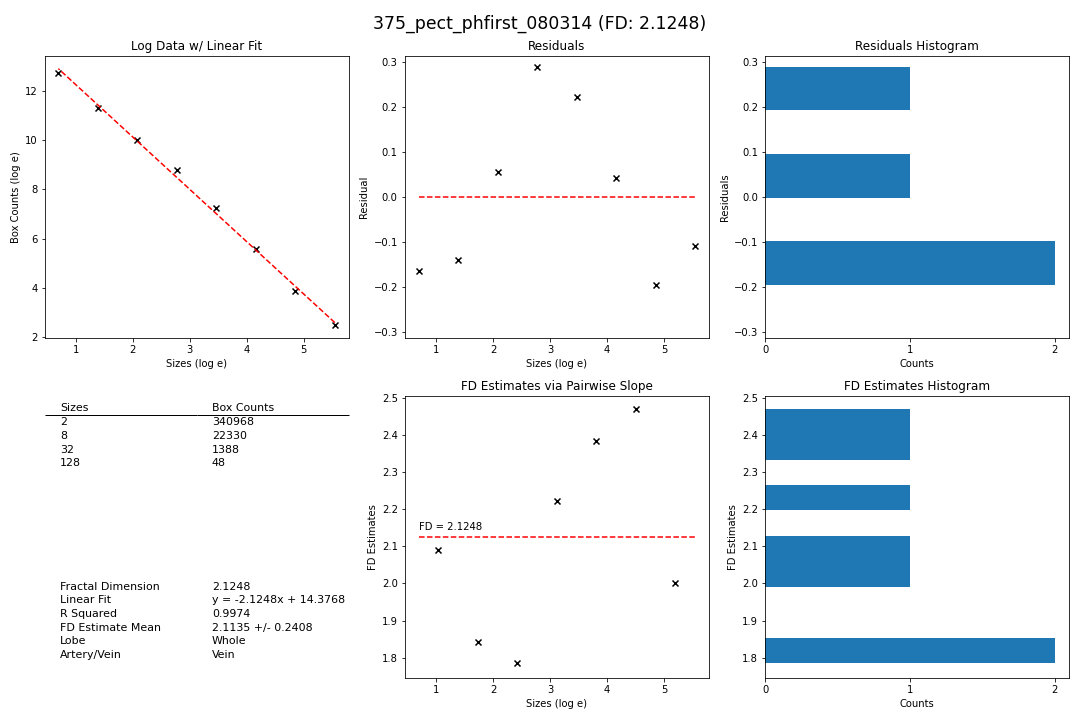 375_pect_phfirst_080314 (FD: 2.1248)
Log Data w/ Linear Fit
Box Counts (log e)
12
10
8
6
4
2
1 2 3 4 5
Sizes (log e)
Residuals
Residual
0.3
0.2
0.1
0.0
−0.1
−0.2
−0.3
1 2 3 4 5
Sizes (log e)
Residuals Histogram
Residuals
0.3
0.2
0.1
0.0
−0.1
−0.2
−0.3
0 1 2
Counts
Sizes Box Counts
2 340968
8 22330
32 1388
128 48
Fractal Dimension 2.1248
Linear Fit y = -2.1248x + 14.3768
R Squared 0.9974
FD Estimate Mean 2.1135 +/- 0.2408
Lobe Whole
Artery/Vein Vein
FD Estimates via Pairwise Slope
FD Estimates
2.5
2.4
2.3
2.2
2.1
2.0
1.9
1.8
FD = 2.1248
1 2 3 4 5
Sizes (log e)
FD Estimates Histogram
FD Estimates
2.5
2.4
2.3
2.2
2.1
2.0
1.9
1.8
0 1 2
Counts